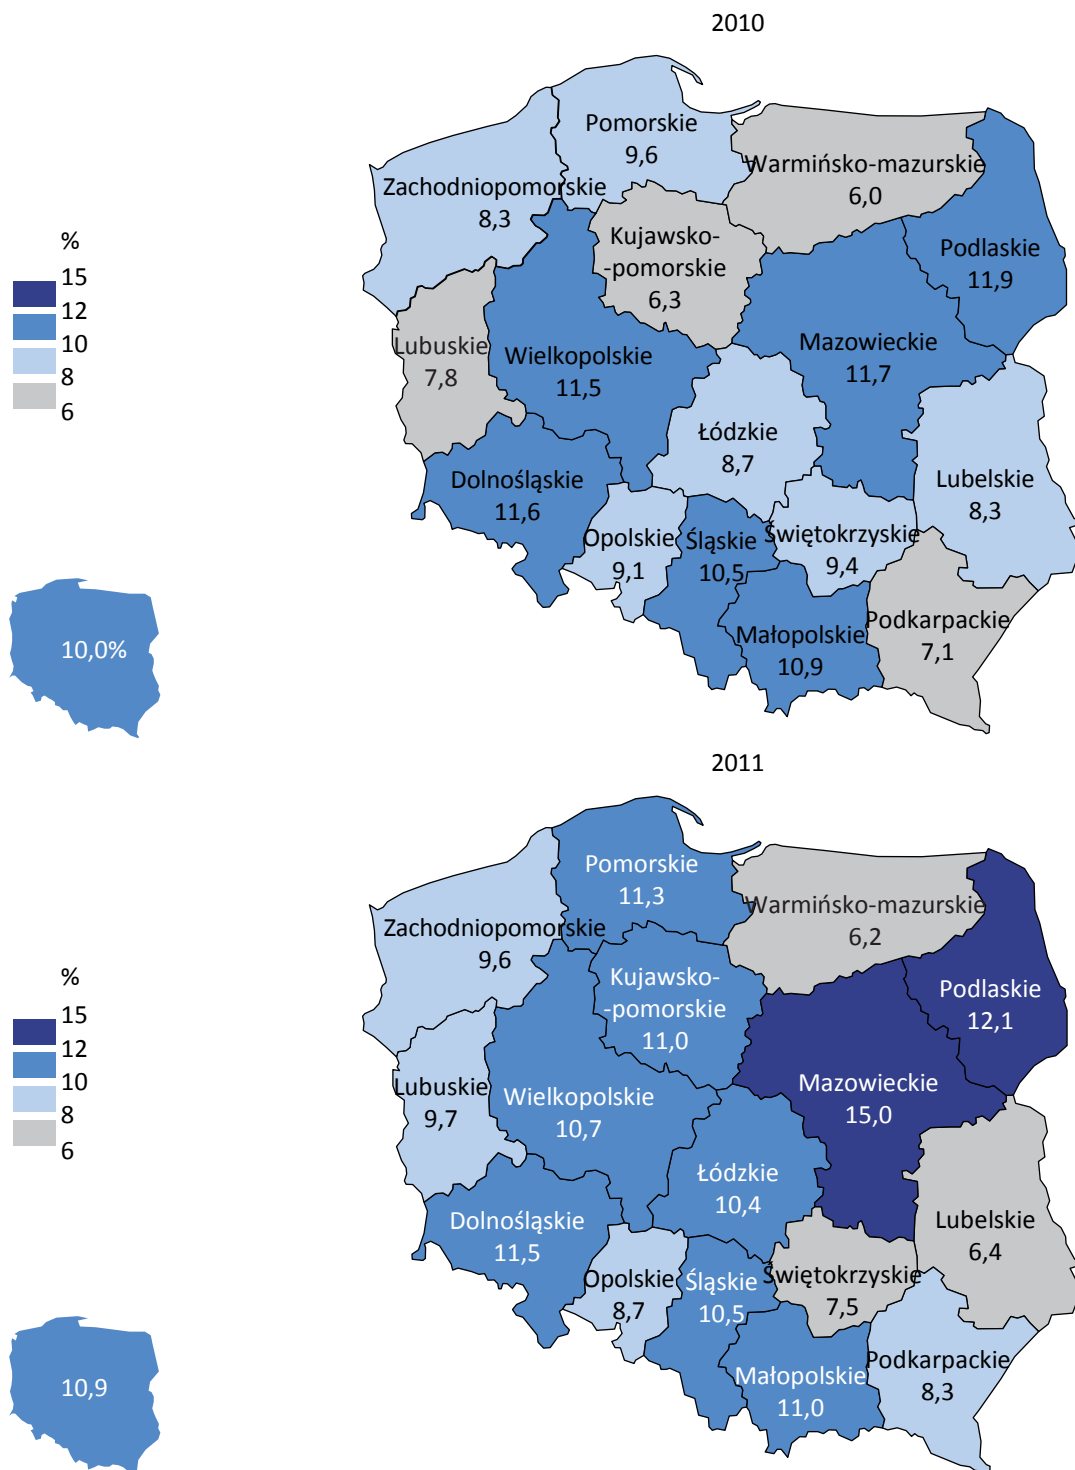 2010
Pomorskie
9,6
Warmińsko-mazurskie
6,0
Zachodniopomorskie
8,3
Kujawsko-
-pomorskie
6,3
Podlaskie
11,9
%
15
12
10
8
6
Lubuskie
7,8
Wielkopolskie
11,5
Mazowieckie
11,7
Łódzkie
8,7
Dolnośląskie
11,6
Lubelskie
8,3
Opolskie
9,1
Śląskie
10,5
Świętokrzyskie
9,4
Podkarpackie
7,1
Małopolskie
10,9
10,0%
2011
Pomorskie
11,3
Warmińsko-mazurskie
6,2
Zachodniopomorskie
9,6
Kujawsko-
-pomorskie
11,0
Podlaskie
12,1
%
15
12
10
8
6
Lubuskie
9,7
Wielkopolskie
10,7
Mazowieckie
15,0
Łódzkie
10,4
Dolnośląskie
11,5
Lubelskie
6,4
Opolskie
8,7
Śląskie
10,5
Świętokrzyskie
7,5
Podkarpackie
8,3
Małopolskie
11,0
10,9